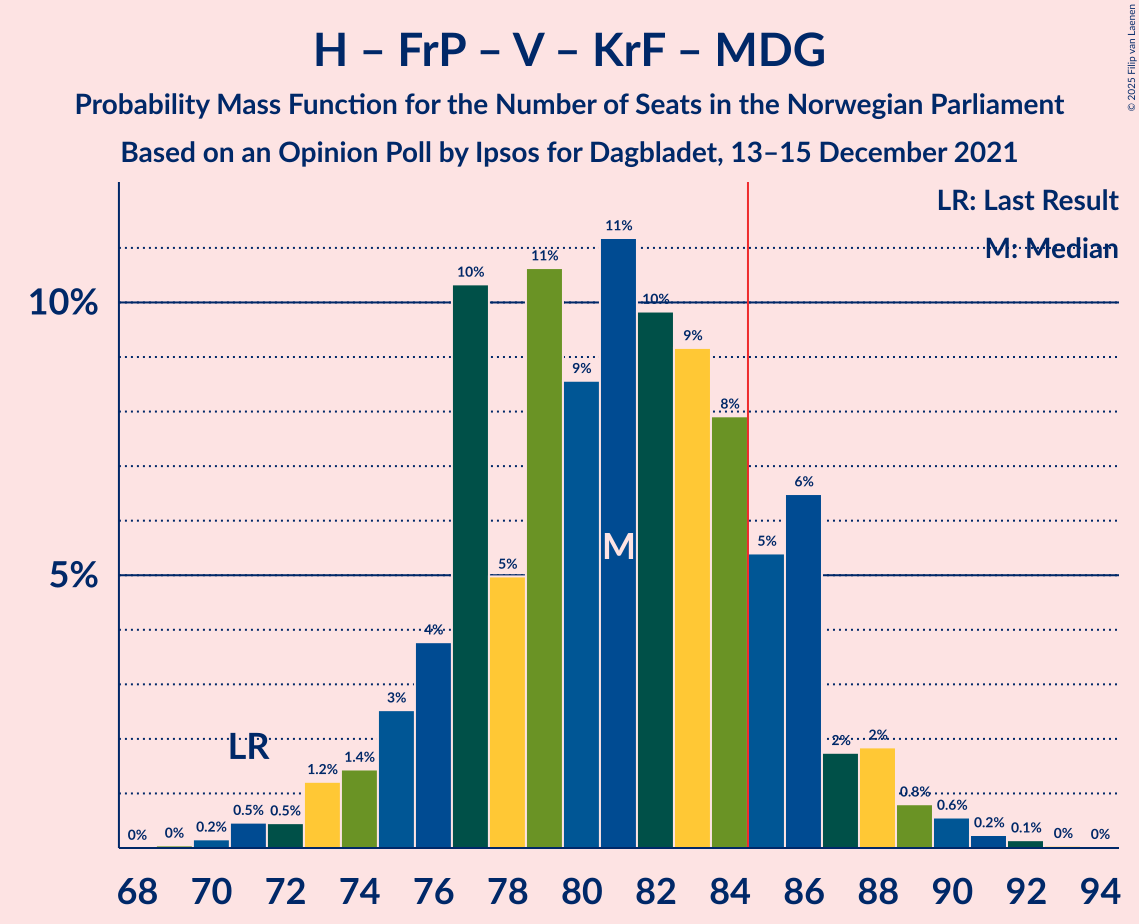 H – FrP – V – KrF – MDG
Probability Mass Function for the Number of Seats in the Norwegian Parliament
Based on an Opinion Poll by Ipsos for Dagbladet, 13–15 December 2021
© 2025 Filip van Laenen
LR: Last Result
M: Median
10%
5%
0% 0% 0.2% 0.5% 0.5% 1.2% 1.4% 3% 4% 10% 5% 11% 9% 11% 10% 9% 8% 5% 6% 2% 2% 0.8% 0.6% 0.2% 0.1% 0% 0%
LR
M
68 70 72 74 76 78 80 82 84 86 88 90 92 94